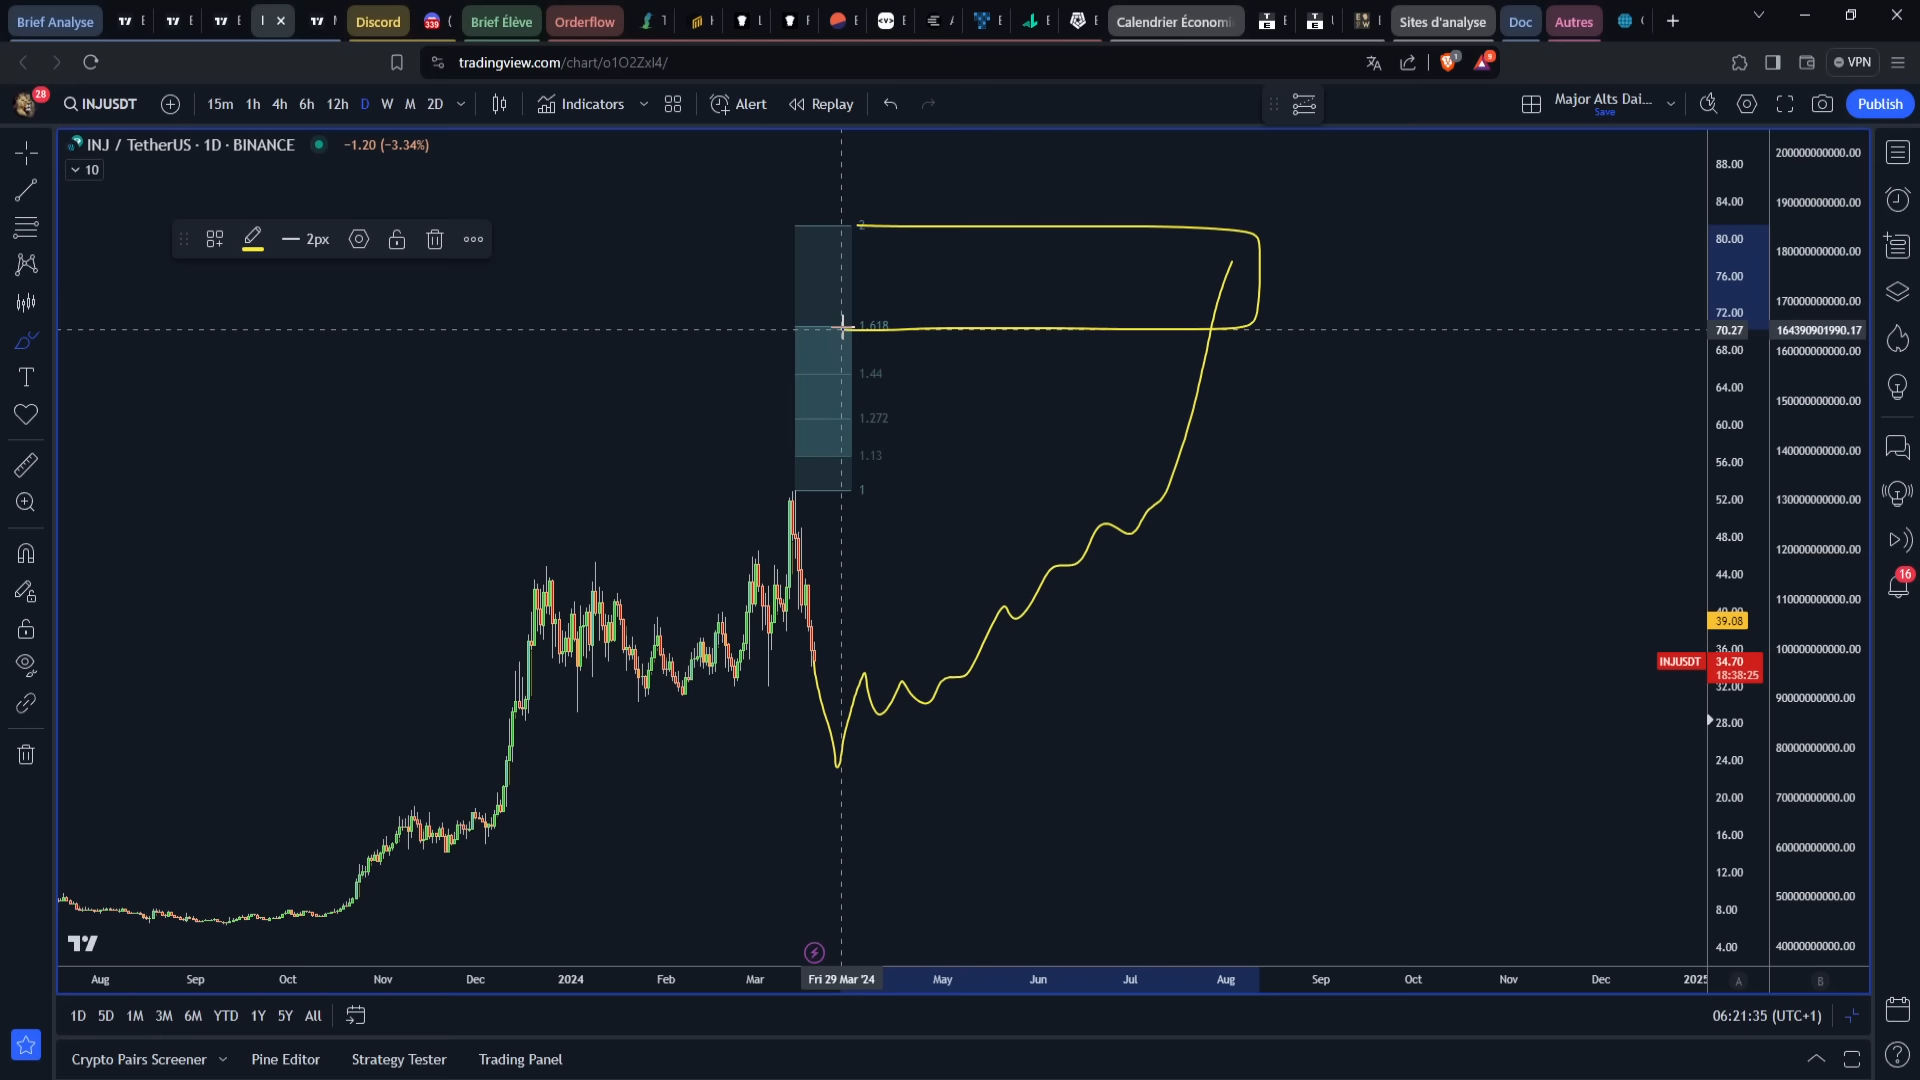 Brief Analyse
Discord
339
Brief Élève
Orderflow
Calendrier Économi
Sites d'analyse
Doc
Autres
tradingview.com/chart/o1O2ZxI4/
1
9
VPN
28
INJUSDT
15m 1h 4h 6h 12h D W M 2D
Indicators
Alert
Replay
Major Alts Dai...
Save
Publish
INJ / TetherUS · 1D · BINANCE
−1.20 (−3.34%)
10
2px
2
1.618
1.44
1.272
1.13
1
88.00
84.00
80.00
76.00
72.00
70.27
68.00
64.00
60.00
56.00
52.00
48.00
44.00
40.00
39.08
36.00
INJUSDT
34.70
18:38:25
32.00
28.00
24.00
20.00
16.00
12.00
8.00
4.00
200000000000.00
190000000000.00
180000000000.00
170000000000.00
164390901990.17
160000000000.00
150000000000.00
140000000000.00
130000000000.00
120000000000.00
110000000000.00
100000000000.00
90000000000.00
80000000000.00
70000000000.00
60000000000.00
50000000000.00
40000000000.00
16
Aug Sep Oct Nov Dec 2024 Feb Mar Fri 29 Mar '24 May Jun Jul Aug Sep Oct Nov Dec 2025
A
B
1D 5D 1M 3M 6M YTD 1Y 5Y All
06:21:35 (UTC+1)
Crypto Pairs Screener
Pine Editor
Strategy Tester
Trading Panel